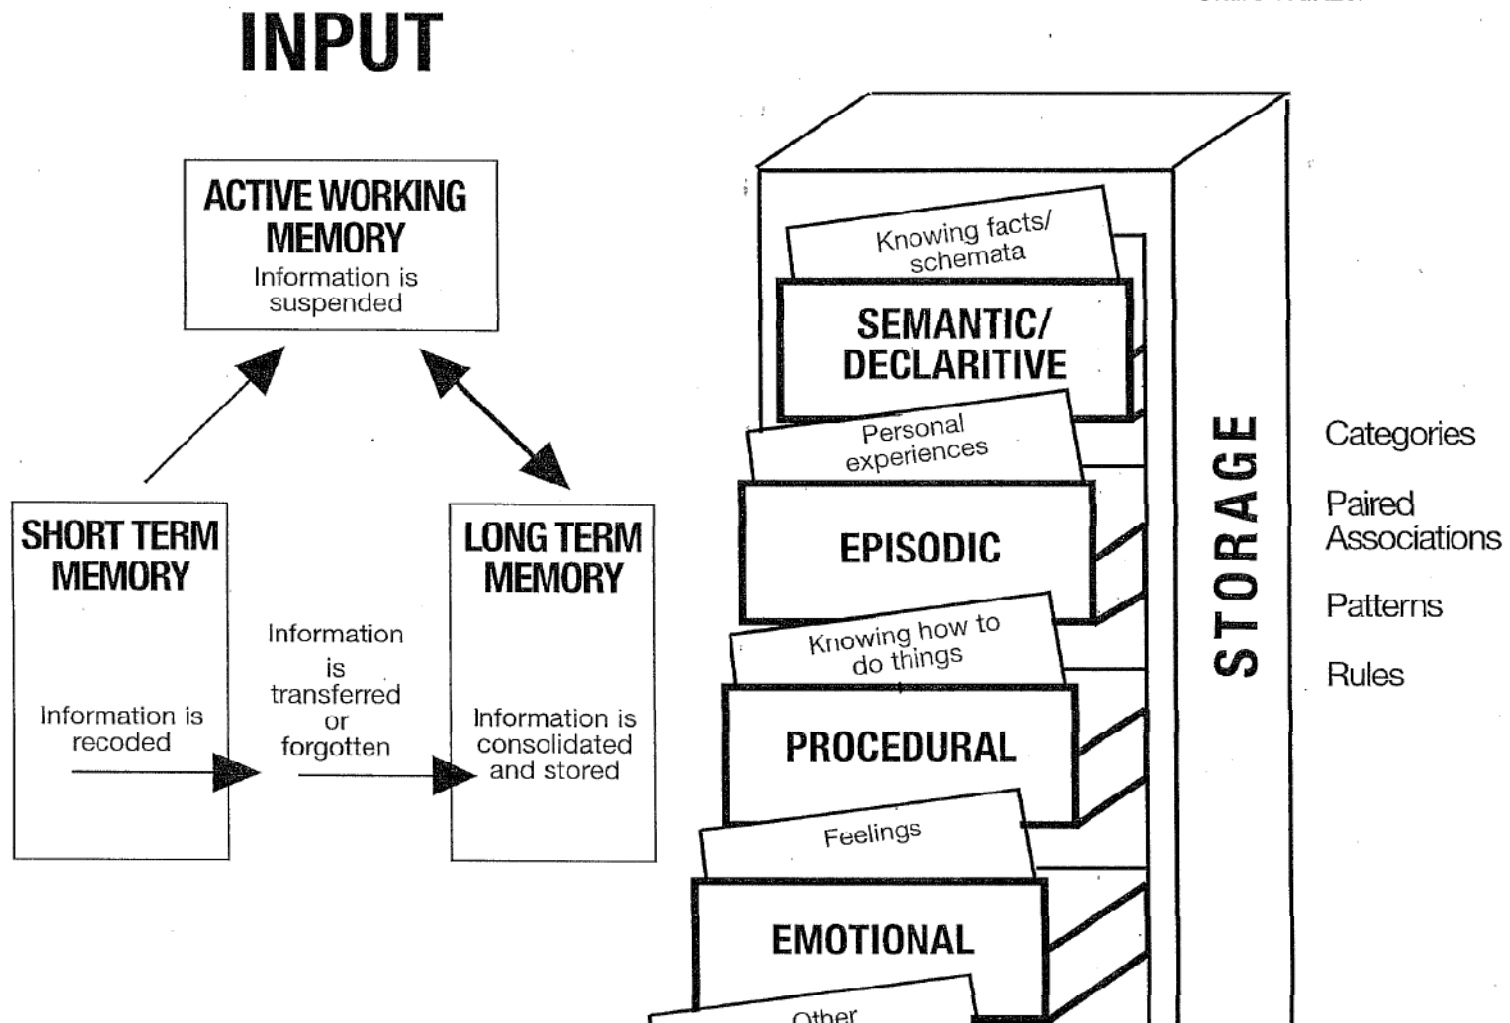 INPUT
ACTIVE WORKING
MEMORY
Information is
suspended
SHORT TERM
MEMORY
Information is
recoded
Information
is
transferred
or
forgotten
LONG TERM
MEMORY
Information is
consolidated
and stored
Knowing facts/
schemata
SEMANTIC/
DECLARITIVE
Personal
experiences
EPISODIC
Knowing how to
do things
PROCEDURAL
Feelings
EMOTIONAL
Other
STORAGE
Categories
Paired
Associations
Patterns
Rules